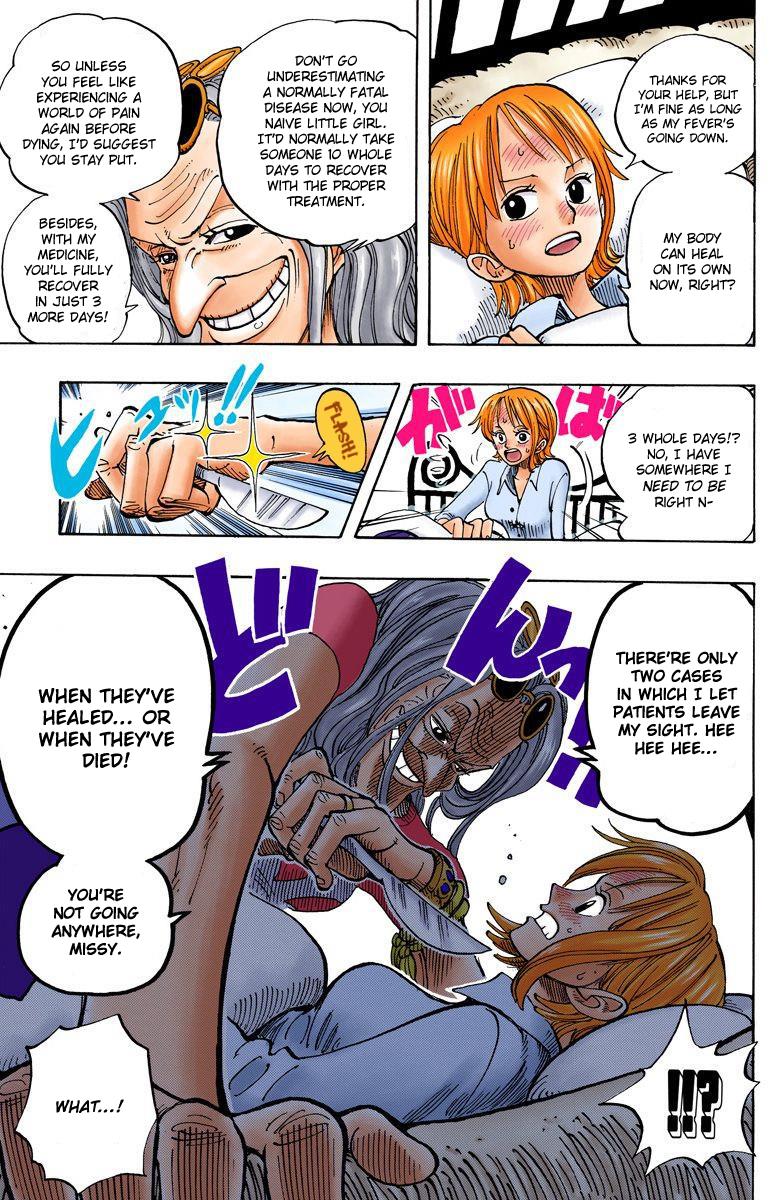 THANKS FOR
YOUR HELP, BUT
I'M FINE AS LONG
AS MY FEVER'S
GOING DOWN.
MY BODY
CAN HEAL
ON ITS OWN
NOW, RIGHT?
DON'T GO
UNDERESTIMATING
A NORMALLY FATAL
DISEASE NOW, YOU
NAIVE LITTLE GIRL.
IT'D NORMALLY TAKE
SOMEONE 10 WHOLE
DAYS TO RECOVER
WITH THE PROPER
TREATMENT.
SO UNLESS
YOU FEEL LIKE
EXPERIENCING A
WORLD OF PAIN
AGAIN BEFORE
DYING, I'D SUGGEST
YOU STAY PUT.
BESIDES,
WITH MY
MEDICINE,
YOU'LL FULLY
RECOVER
IN JUST 3
MORE DAYS!
3 WHOLE DAYS!?
NO, I HAVE
SOMEWHERE I
NEED TO BE
RIGHT N-
がば
FLASH!
ヒュッ!!
THERE'RE ONLY
TWO CASES
IN WHICH I LET
PATIENTS LEAVE
MY SIGHT. HEE
HEE HEE...
ドんっ!!
WHEN THEY'VE
HEALED... OR
WHEN THEY'VE
DIED!
YOU'RE
NOT GOING
ANYWHERE,
MISSY.
!!?
WHAT...!